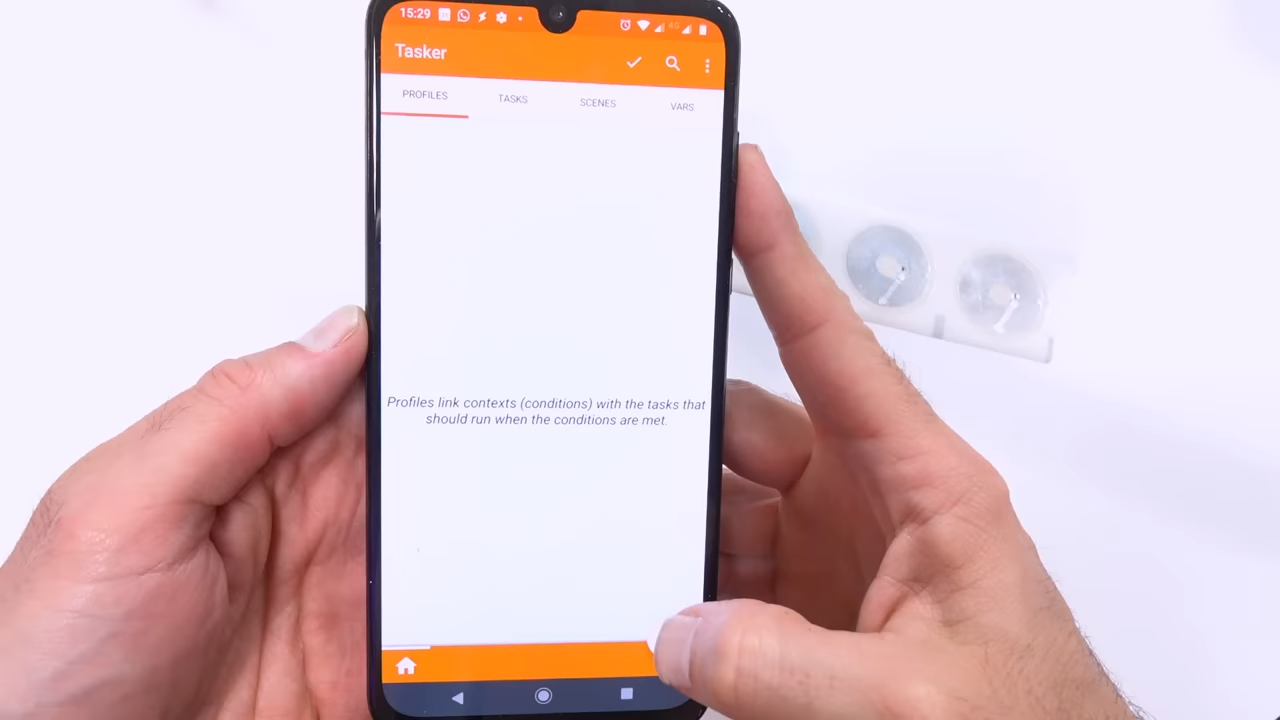 15:29
4G
Tasker
PROFILES TASKS SCENES VARS
Profiles link contexts (conditions) with the tasks that
should run when the conditions are met.